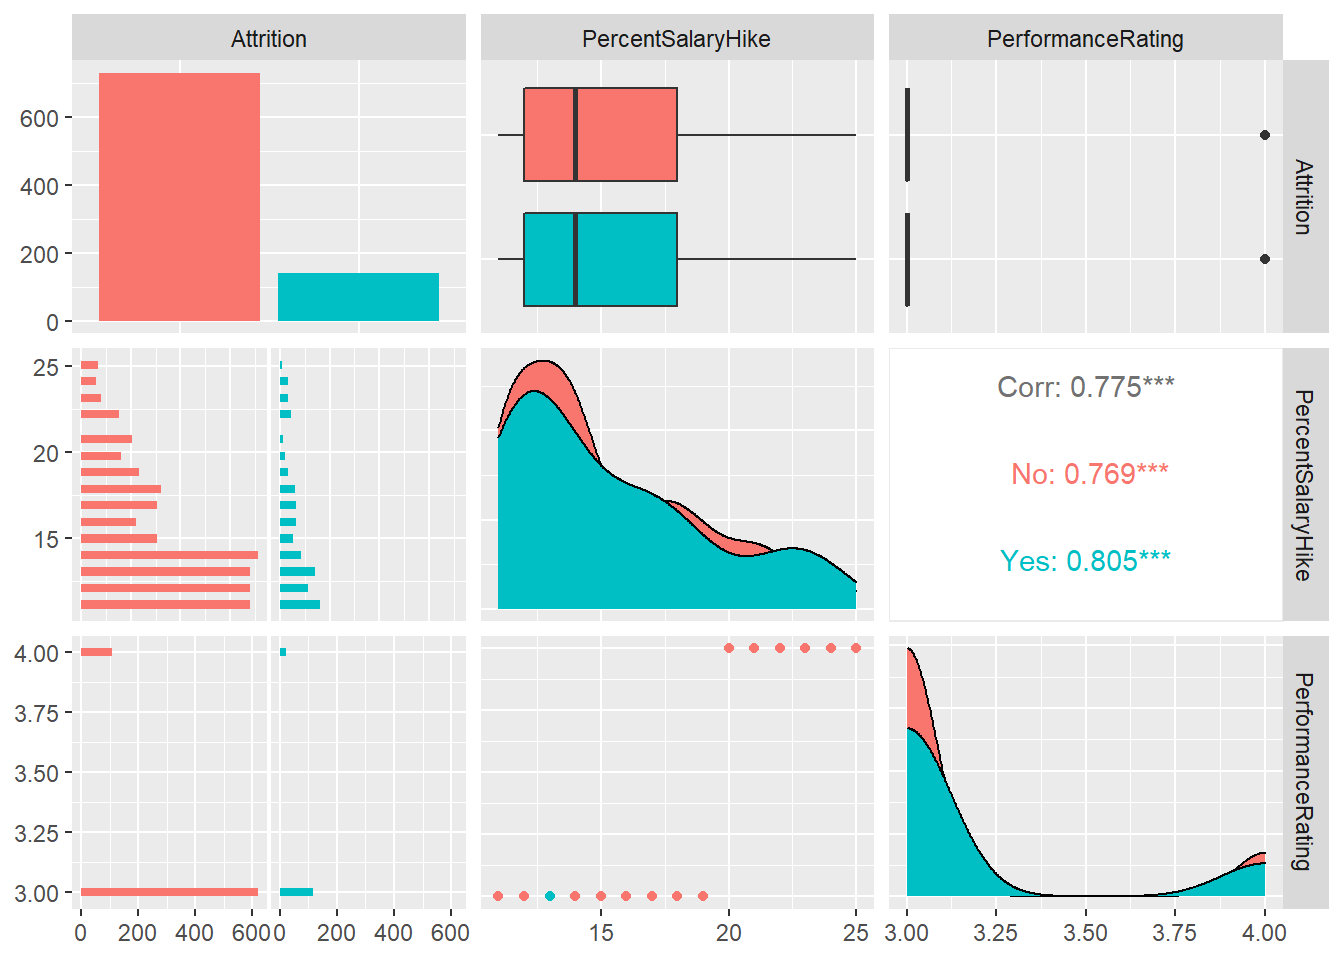 Attrition
PercentSalaryHike
PerformanceRating
600
400
200
0
Attrition
25
20
15
Corr: 0.775***
No: 0.769***
Yes: 0.805***
PercentSalaryHike
4.00
3.75
3.50
3.25
3.00
PerformanceRating
0 200 400 600 0 200 400 600
15 20 25
3.00 3.25 3.50 3.75 4.00